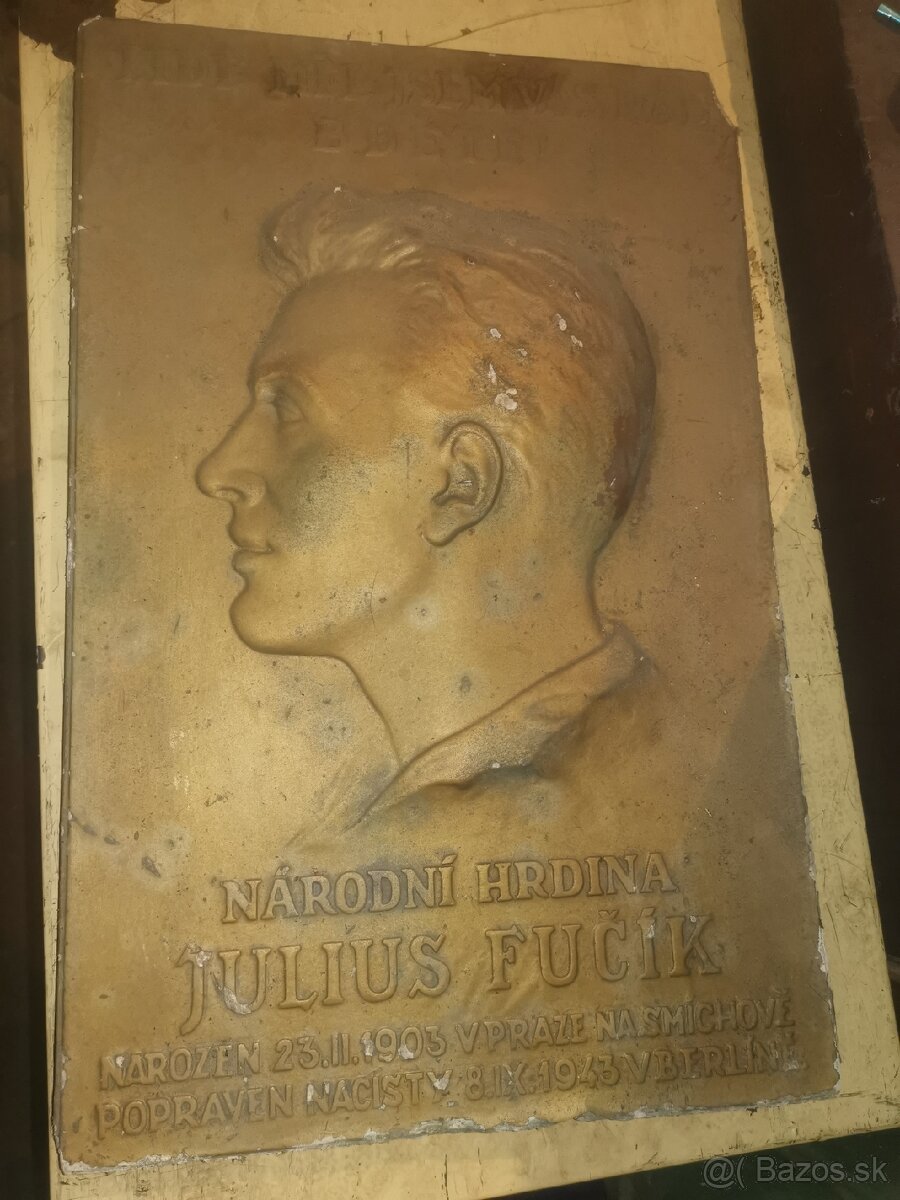 NÁRODNÍ HRDINA
JULIUS FUČÍK
NAROZEN 23.II.1903 V PRAZE NA SMÍCHOVĚ
POPRAVEN NACISTY 8.IX.1943 V BERLÍNĚ
@( Bazos.sk